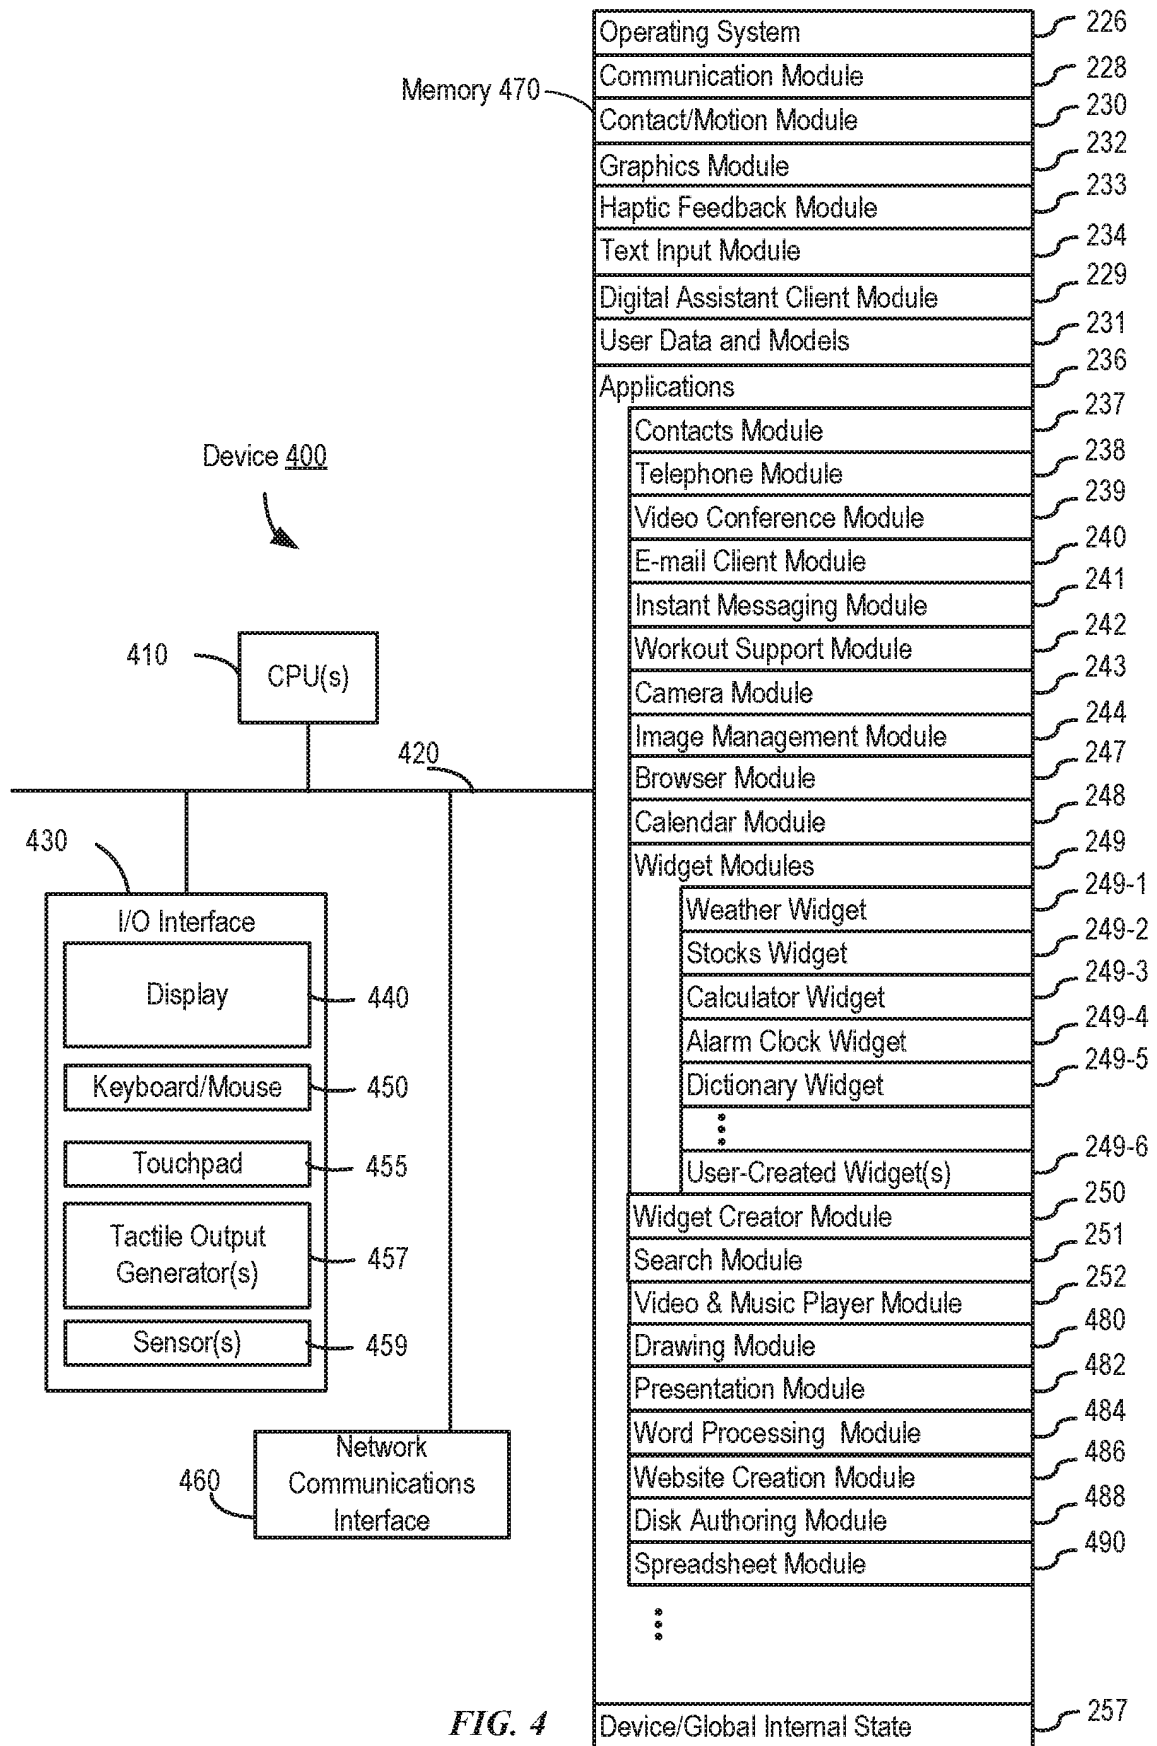 Operating System 226
Communication Module 228
Memory 470
Contact/Motion Module 230
Graphics Module 232
Haptic Feedback Module 233
Text Input Module 234
Digital Assistant Client Module 229
User Data and Models 231
Applications 236
Contacts Module 237
Telephone Module 238
Video Conference Module 239
E-mail Client Module 240
Instant Messaging Module 241
Workout Support Module 242
Camera Module 243
Image Management Module 244
Browser Module 247
Calendar Module 248
Widget Modules 249
Weather Widget 249-1
Stocks Widget 249-2
Calculator Widget 249-3
Alarm Clock Widget 249-4
Dictionary Widget 249-5
User-Created Widget(s) 249-6
Widget Creator Module 250
Search Module 251
Video & Music Player Module 252
Drawing Module 480
Presentation Module 482
Word Processing Module 484
Website Creation Module 486
Disk Authoring Module 488
Spreadsheet Module 490
Device/Global Internal State 257
Device 400
410
CPU(s)
420
430
I/O Interface
Display 440
Keyboard/Mouse 450
Touchpad 455
Tactile Output
Generator(s) 457
Sensor(s) 459
460
Network
Communications
Interface
FIG. 4